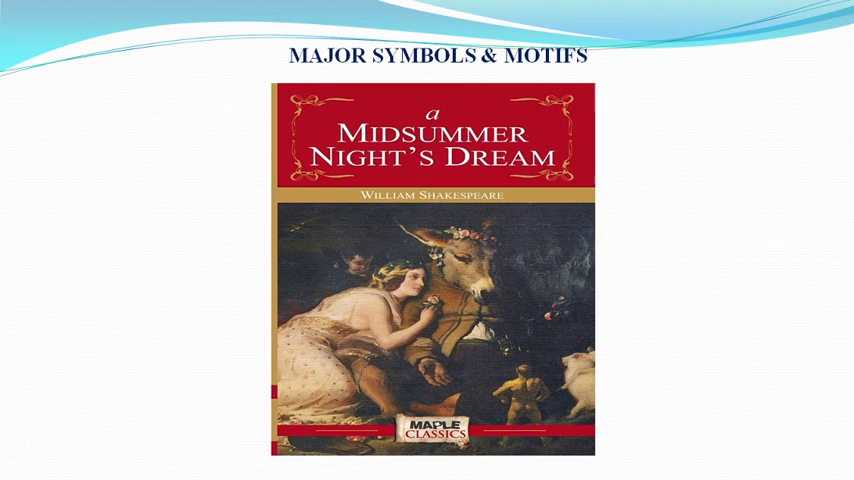 MAJOR SYMBOLS & MOTIFS
a
MIDSUMMER
NIGHT'S DREAM
WILLIAM SHAKESPEARE
MAPLE
CLASSICS